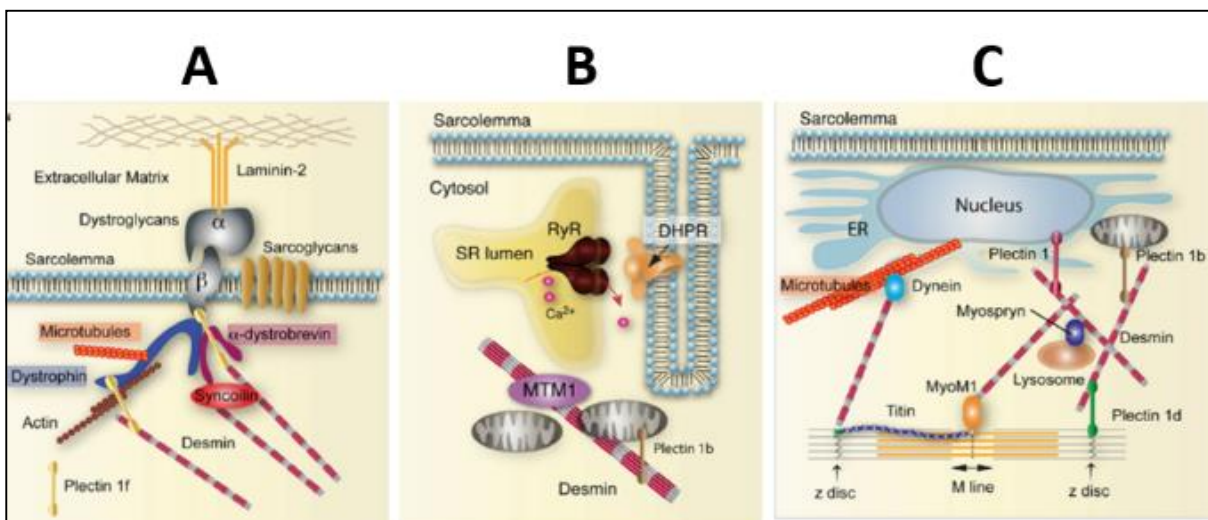 A
B
C
Extracellular Matrix
Laminin-2
Dystroglycans
α
Sarcoglycans
Sarcolemma
β
Microtubules
α-dystrobrevin
Dystrophin
Syncoilin
Actin
Desmin
Plectin 1f
Sarcolemma
Cytosol
RyR
DHPR
SR lumen
Ca2+
MTM1
Plectin 1b
Desmin
Sarcolemma
Nucleus
ER
Plectin 1
Plectin 1b
Microtubules
Dynein
Myospryn
Desmin
Lysosome
MyoM1
Titin
Plectin 1d
z disc
M line
z disc